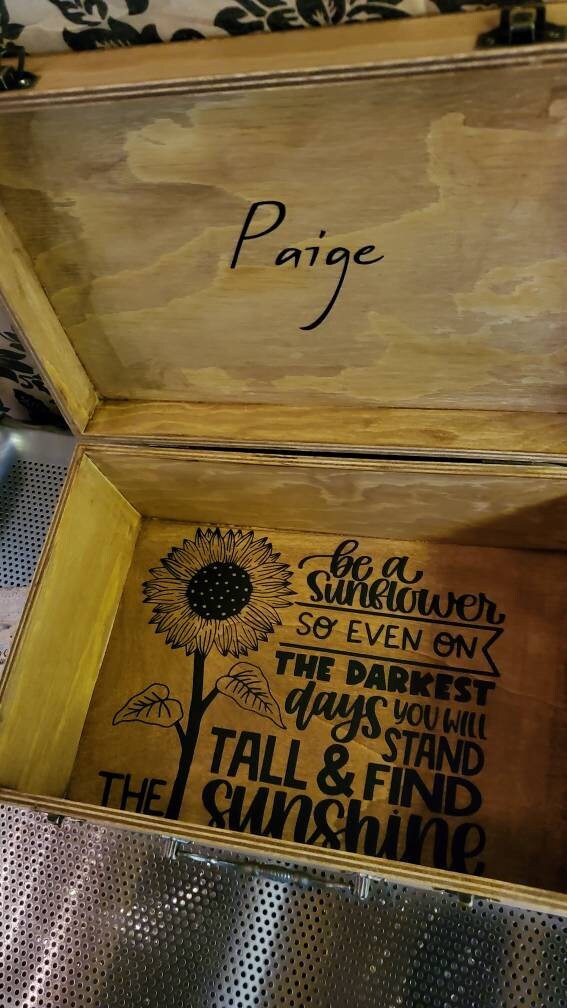 Paige
be a
sunflower
SO EVEN ON
THE DARKEST
days YOU WILL
STAND
TALL & FIND
THE sunshine